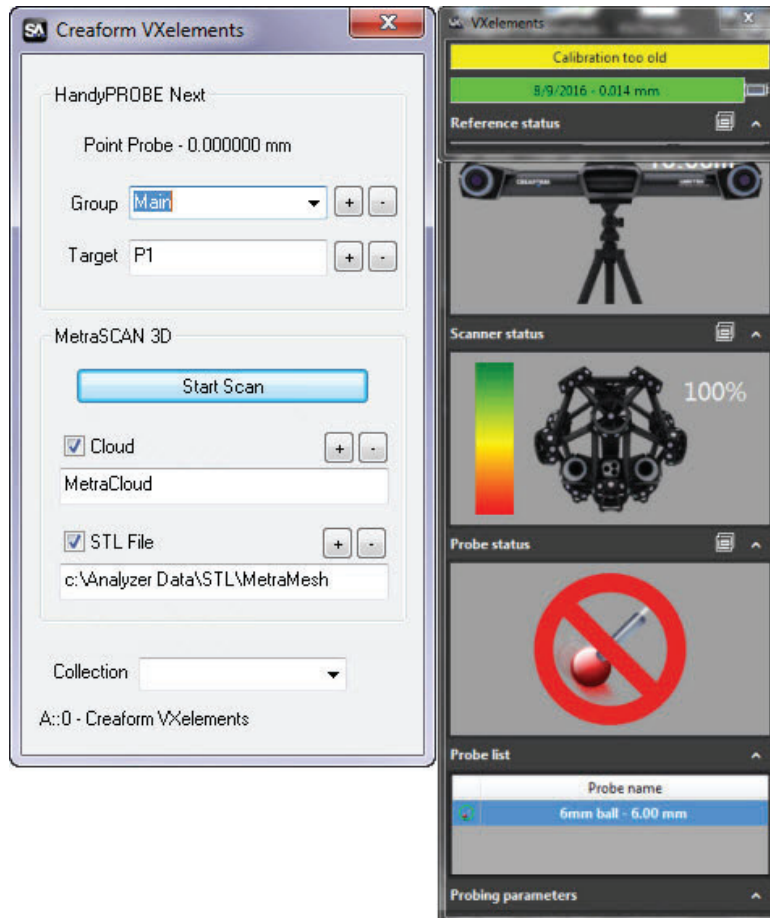 SA Creaform VXelements
HandyPROBE Next
Point Probe - 0.000000 mm
Group Main + -
Target P1 + -
MetraSCAN 3D
Start Scan
Cloud + -
MetraCloud
STL File + -
c:\Analyzer Data\STL\MetraMesh
Collection
A::0 - Creaform VXelements
VXelements
Calibration too old
8/9/2016 - 0.014 mm
Reference status
CREAFORM
Scanner status
100%
Probe status
Probe list
Probe name
6mm ball - 6.00 mm
Probing parameters